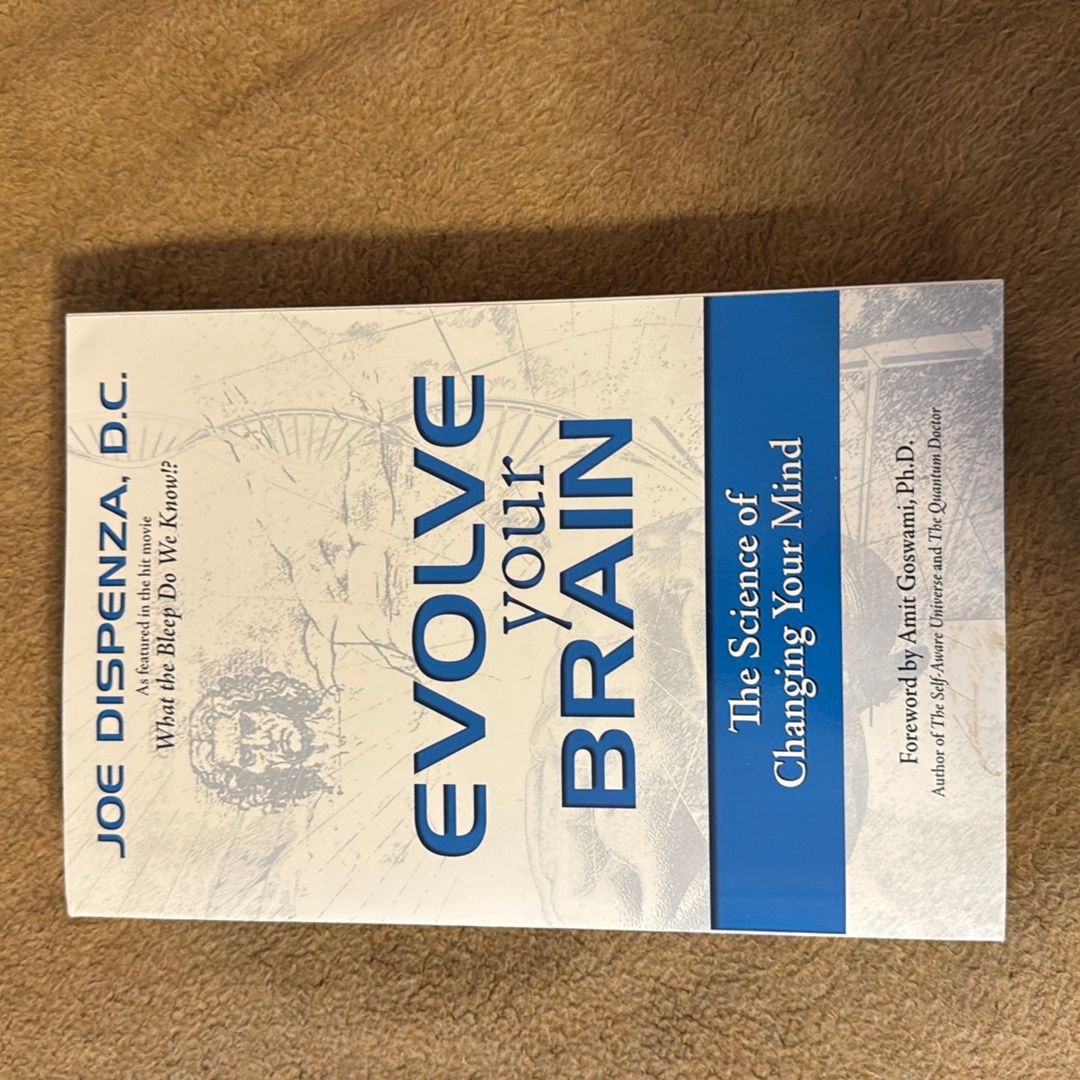 JOE DISPENZA, D.C.
As featured in the hit movie
What the Bleep Do We Know!?
EVOLVE
your
BRAIN
The Science of
Changing Your Mind
Foreword by Amit Goswami, Ph.D.
Author of The Self-Aware Universe and The Quantum Doctor